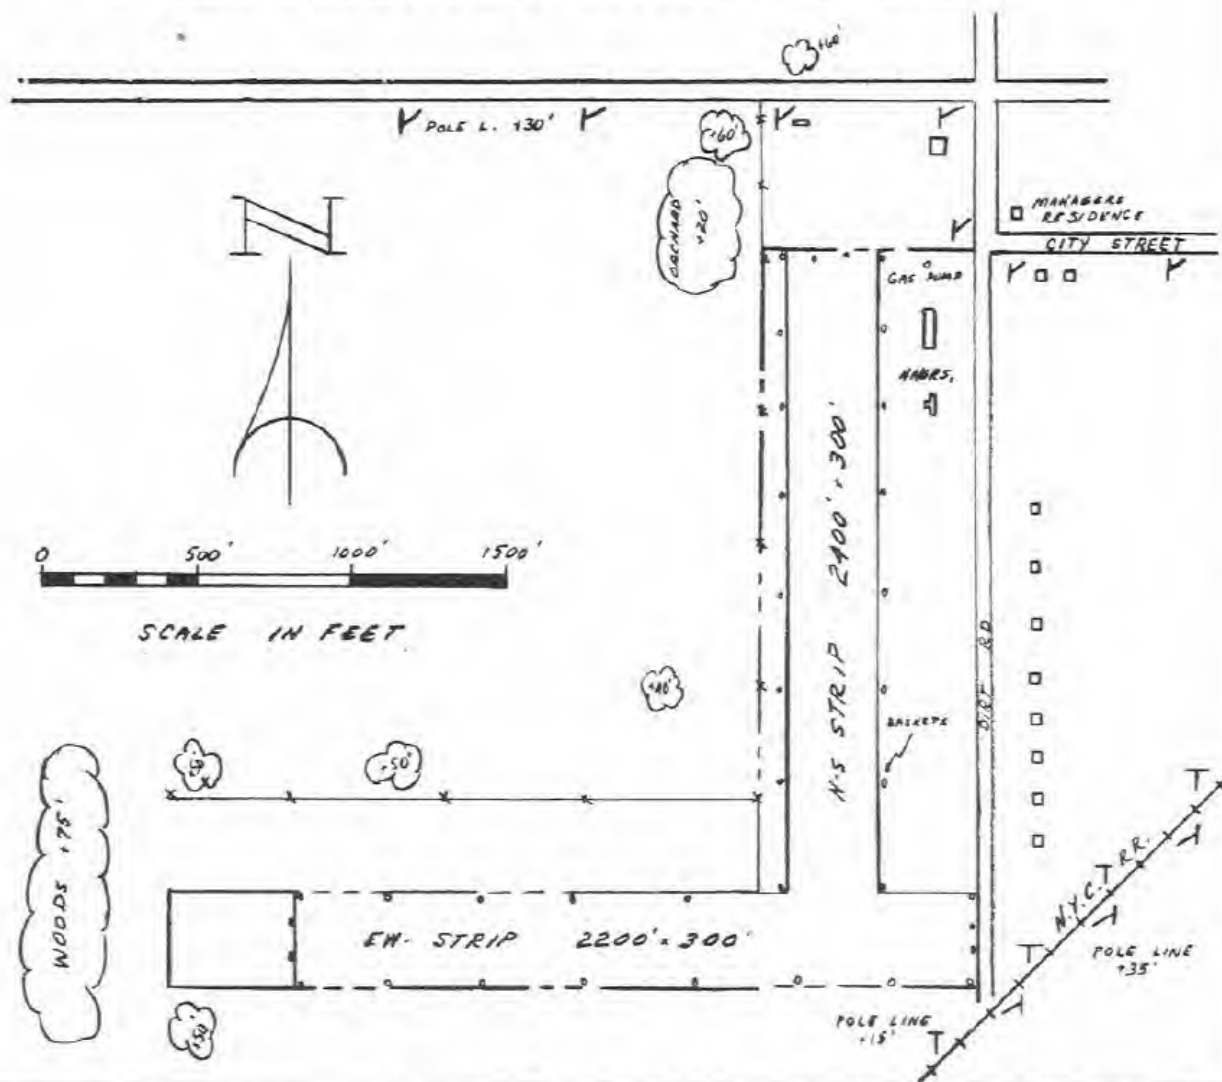 +60'
POLE L. +30'
+60'
ORCHARD
+20'
N
MANAGERS
RESIDENCE
CITY STREET
GAS PUMP
0 500' 1000' 1500'
SCALE IN FEET
N-S STRIP 2400' x 300'
DIRT RD
BASKETS
+40'
+50'
WOODS +75'
EW- STRIP 2200' x 300'
+50'
N.Y.C. RR.
T
T
T
T
POLE LINE
+35'
POLE LINE
+15'